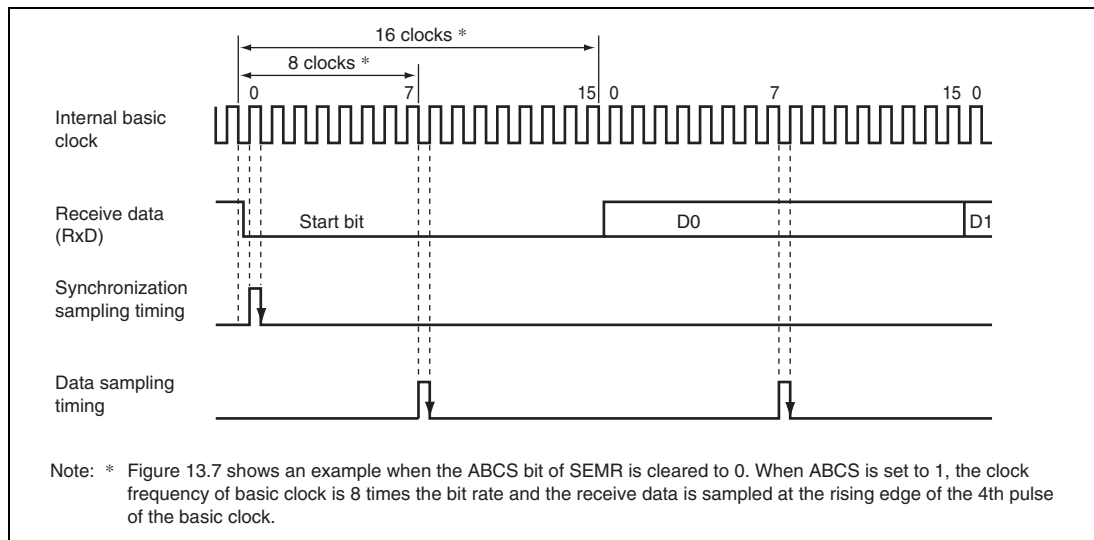 16 clocks *
8 clocks *
0 7 15 0 7 15 0
Internal basic
clock
Receive data
(RxD)
Start bit D0 D1
Synchronization
sampling timing
Data sampling
timing
Note: * Figure 13.7 shows an example when the ABCS bit of SEMR is cleared to 0. When ABCS is set to 1, the clock
frequency of basic clock is 8 times the bit rate and the receive data is sampled at the rising edge of the 4th pulse
of the basic clock.